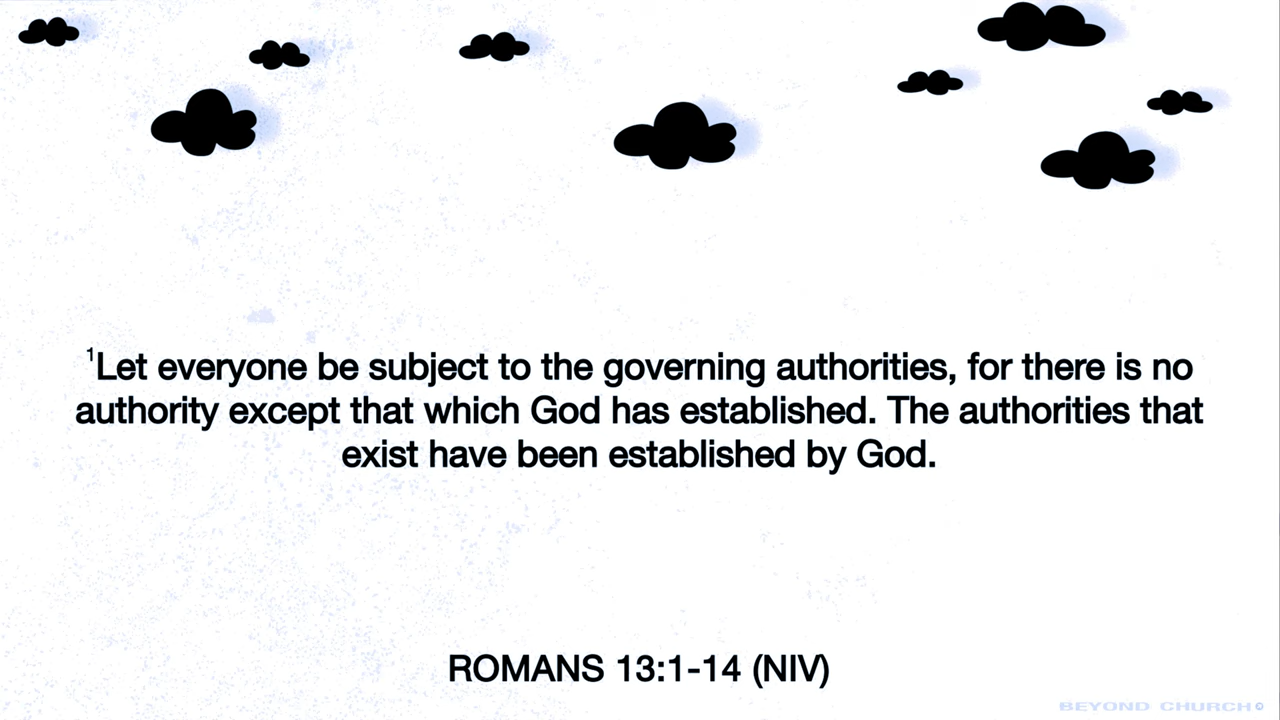 ¹Let everyone be subject to the governing authorities, for there is no
authority except that which God has established. The authorities that
exist have been established by God.
ROMANS 13:1-14 (NIV)
BEYOND CHURCH©